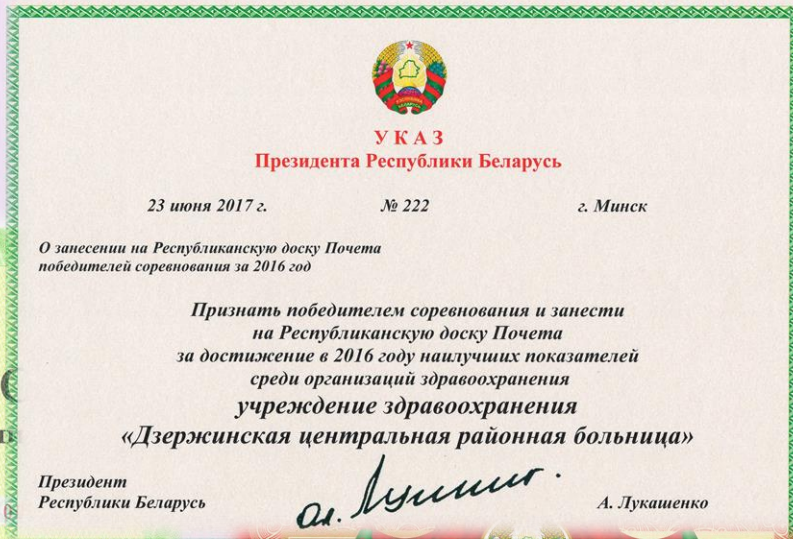 УКАЗ
Президента Республики Беларусь
23 июня 2017 г. № 222 г. Минск
О занесении на Республиканскую доску Почета
победителей соревнования за 2016 год
Признать победителем соревнования и занести
на Республиканскую доску Почета
за достижение в 2016 году наилучших показателей
среди организаций здравоохранения
учреждение здравоохранения
«Дзержинская центральная районная больница»
Президент
Республики Беларусь А. Лукашенко